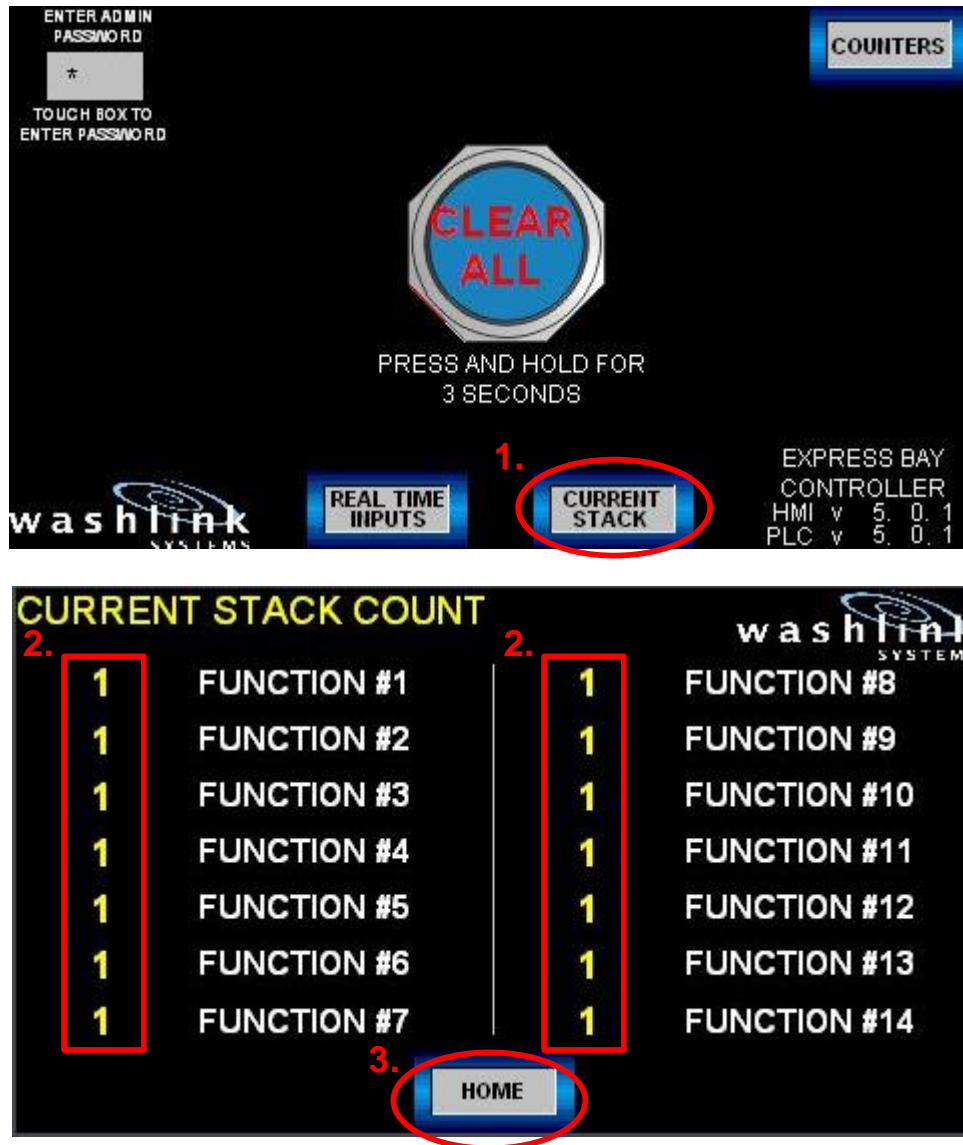 ENTER ADMIN
PASSWORD
*
TOUCH BOX TO
ENTER PASSWORD
COUNTERS
CLEAR
ALL
PRESS AND HOLD FOR
3 SECONDS
1.
washlink
SYSTEMS
REAL TIME
INPUTS
CURRENT
STACK
EXPRESS BAY
CONTROLLER
HMI v 5. 0. 1
PLC v 5. 0. 1
CURRENT STACK COUNT
washlink
SYSTEM
2.
2.
1 FUNCTION #1
1 FUNCTION #2
1 FUNCTION #3
1 FUNCTION #4
1 FUNCTION #5
1 FUNCTION #6
1 FUNCTION #7
1 FUNCTION #8
1 FUNCTION #9
1 FUNCTION #10
1 FUNCTION #11
1 FUNCTION #12
1 FUNCTION #13
1 FUNCTION #14
3.
HOME